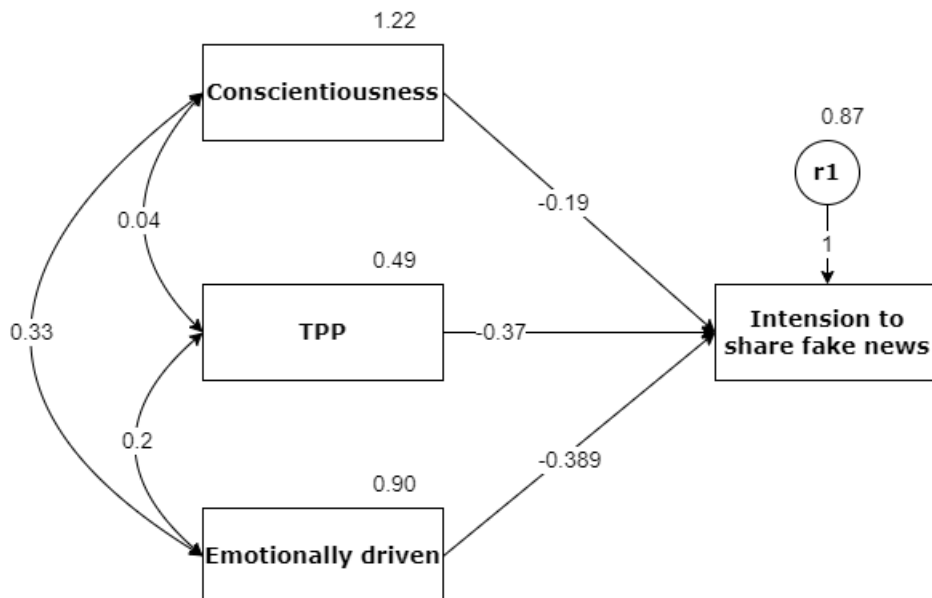 1.22
Conscientiousness
0.87
r1
-0.19
0.04
1
0.49
TPP
-0.37
Intension to
share fake news
0.33
0.2
-0.389
0.90
Emotionally driven